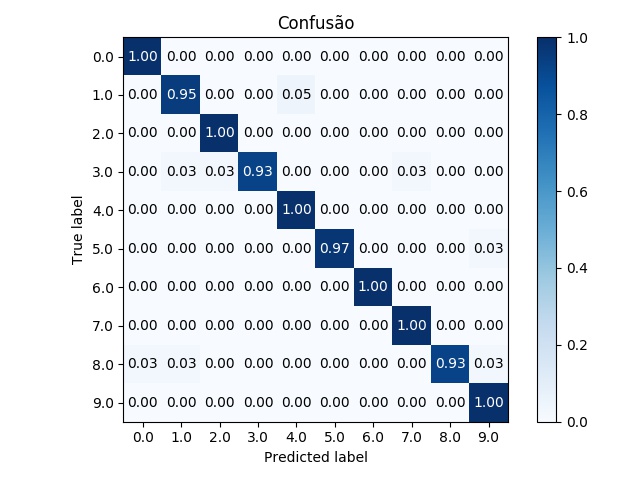 Confusão
0.0 1.00 0.00 0.00 0.00 0.00 0.00 0.00 0.00 0.00 0.00
1.0 0.00 0.95 0.00 0.00 0.05 0.00 0.00 0.00 0.00 0.00
2.0 0.00 0.00 1.00 0.00 0.00 0.00 0.00 0.00 0.00 0.00
3.0 0.00 0.03 0.03 0.93 0.00 0.00 0.00 0.03 0.00 0.00
4.0 0.00 0.00 0.00 0.00 1.00 0.00 0.00 0.00 0.00 0.00
5.0 0.00 0.00 0.00 0.00 0.00 0.97 0.00 0.00 0.00 0.03
6.0 0.00 0.00 0.00 0.00 0.00 0.00 1.00 0.00 0.00 0.00
7.0 0.00 0.00 0.00 0.00 0.00 0.00 0.00 1.00 0.00 0.00
8.0 0.03 0.03 0.00 0.00 0.00 0.00 0.00 0.00 0.93 0.03
9.0 0.00 0.00 0.00 0.00 0.00 0.00 0.00 0.00 0.00 1.00
0.0 1.0 2.0 3.0 4.0 5.0 6.0 7.0 8.0 9.0
Predicted label
True label
1.0
0.8
0.6
0.4
0.2
0.0